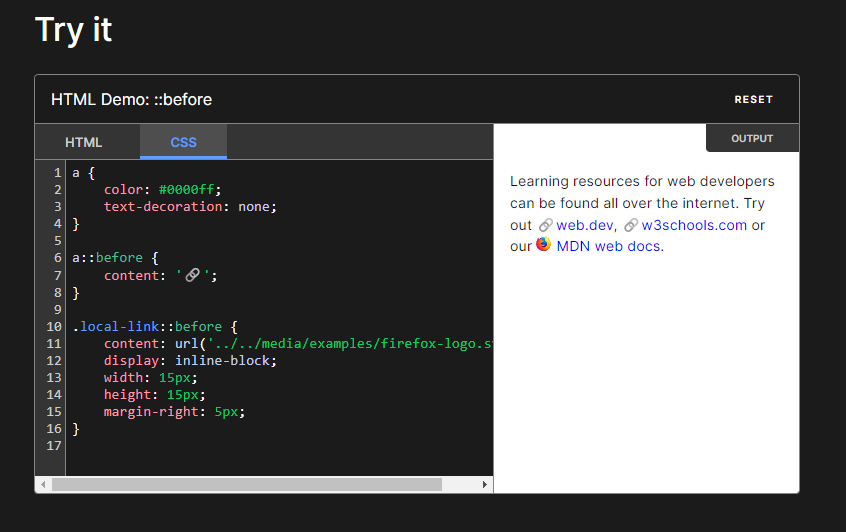 Try it
HTML Demo: ::before
RESET
HTML
CSS
OUTPUT
1 a {
2     color: #0000ff;
3     text-decoration: none;
4 }
5
6 a::before {
7     content: '🔗';
8 }
9
10 .local-link::before {
11     content: url('../../media/examples/firefox-logo.s
12     display: inline-block;
13     width: 15px;
14     height: 15px;
15     margin-right: 5px;
16 }
17
Learning resources for web developers
can be found all over the internet. Try
out 🔗web.dev, 🔗w3schools.com or
our MDN web docs.